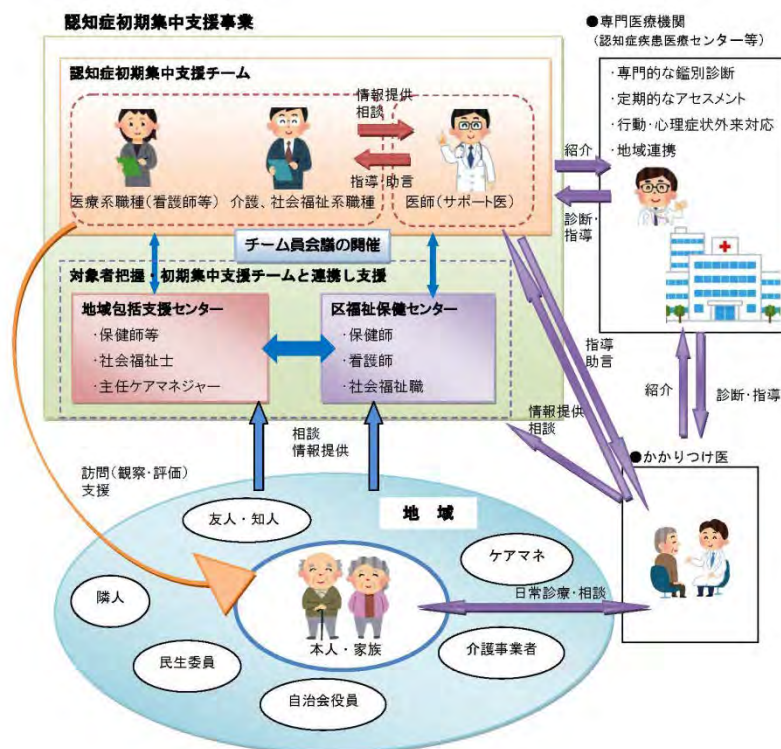 認知症初期集中支援事業
認知症初期集中支援チーム
情報提供
相談
指導・助言
医療系職種(看護師等)
介護、社会福祉系職種
医師(サポート医)
チーム員会議の開催
対象者把握・初期集中支援チームと連携し支援
地域包括支援センター
・保健師等
・社会福祉士
・主任ケアマネジャー
区福祉保健センター
・保健師
・看護師
・社会福祉職
●専門医療機関
(認知症疾患医療センター等)
・専門的な鑑別診断
・定期的なアセスメント
・行動・心理症状外来対応
・地域連携
紹介
診断・
指導
指導
助言
情報提供
相談
紹介
診断・指導
●かかりつけ医
相談
情報提供
訪問(観察・評価)
支援
地 域
友人・知人
隣人
民生委員
自治会役員
介護事業者
ケアマネ
本人・家族
日常診療・相談